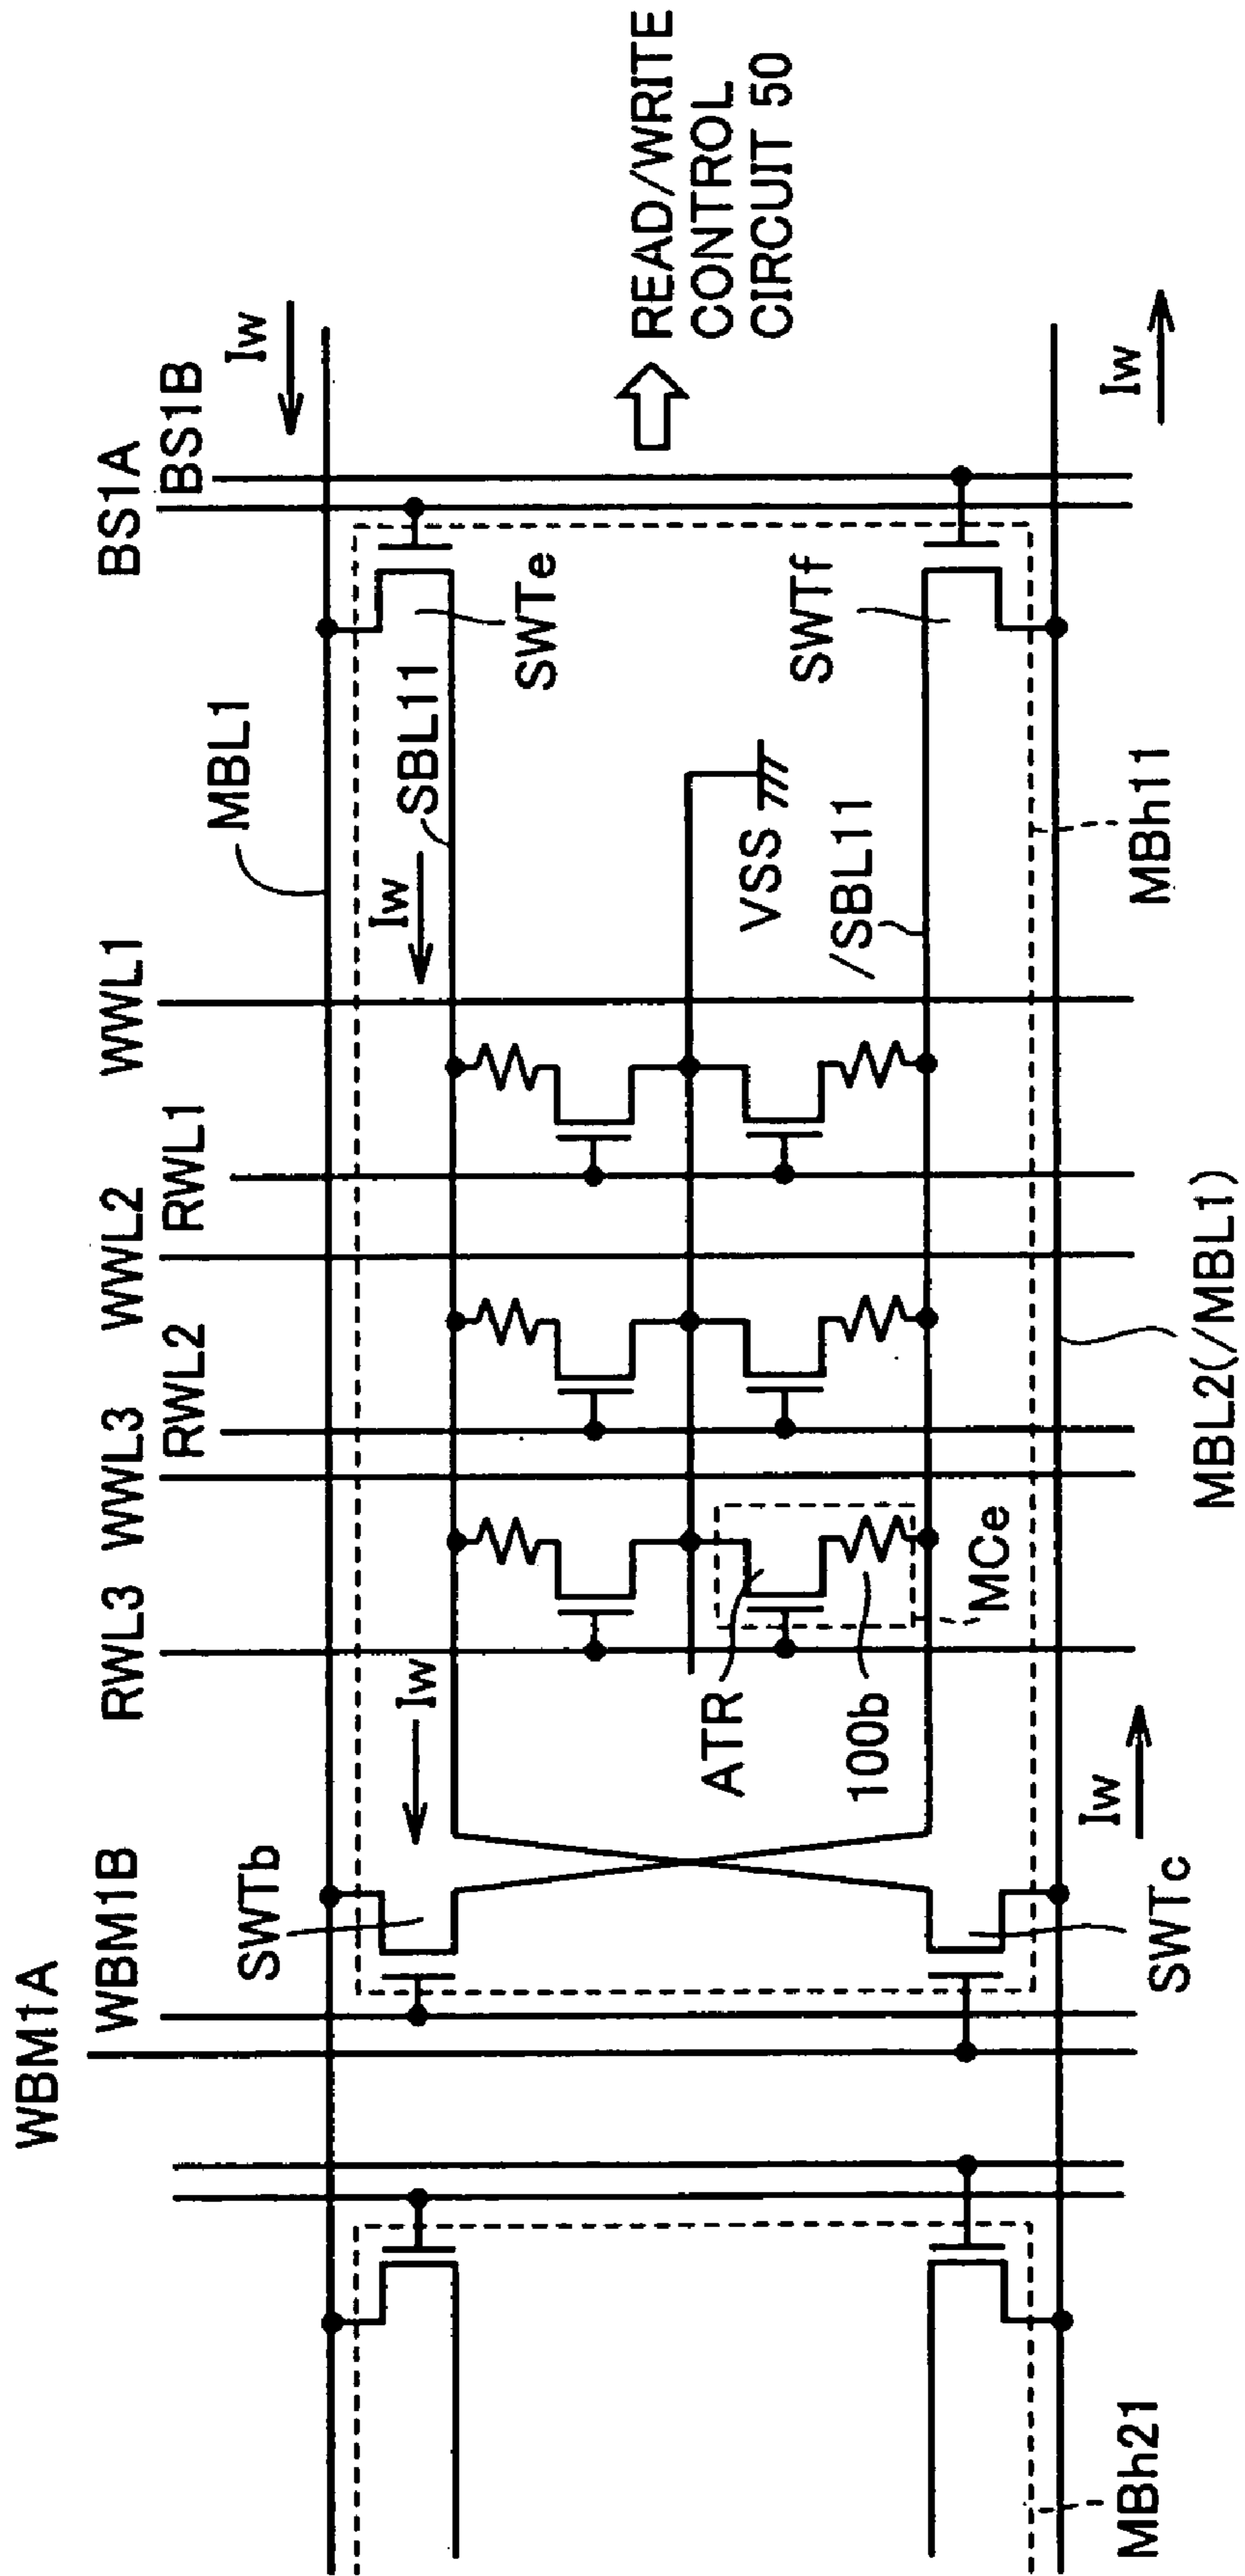 WBM1A
WBM1B
RWL3
WWL3
RWL2
WWL2
RWL1
WWL1
BS1A
BS1B
MBL1
Iw
SWTb
Iw
Iw
SBL11
SWTe
READ/WRITE
CONTROL
CIRCUIT 50
ATR
100b
MCe
VSS
/SBL11
SWTf
Iw
Iw
MBh21
SWTc
MBL2(/MBL1)
MBh11